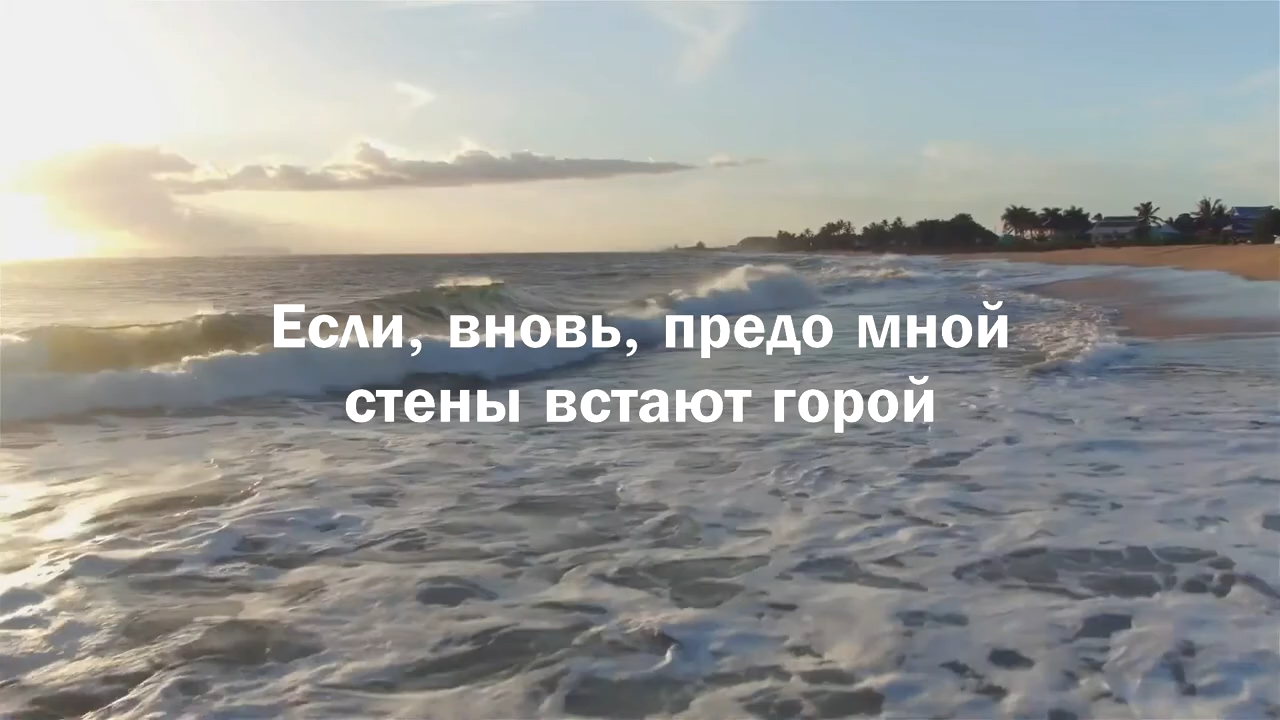 Если, вновь, предо мной
стены встают горой